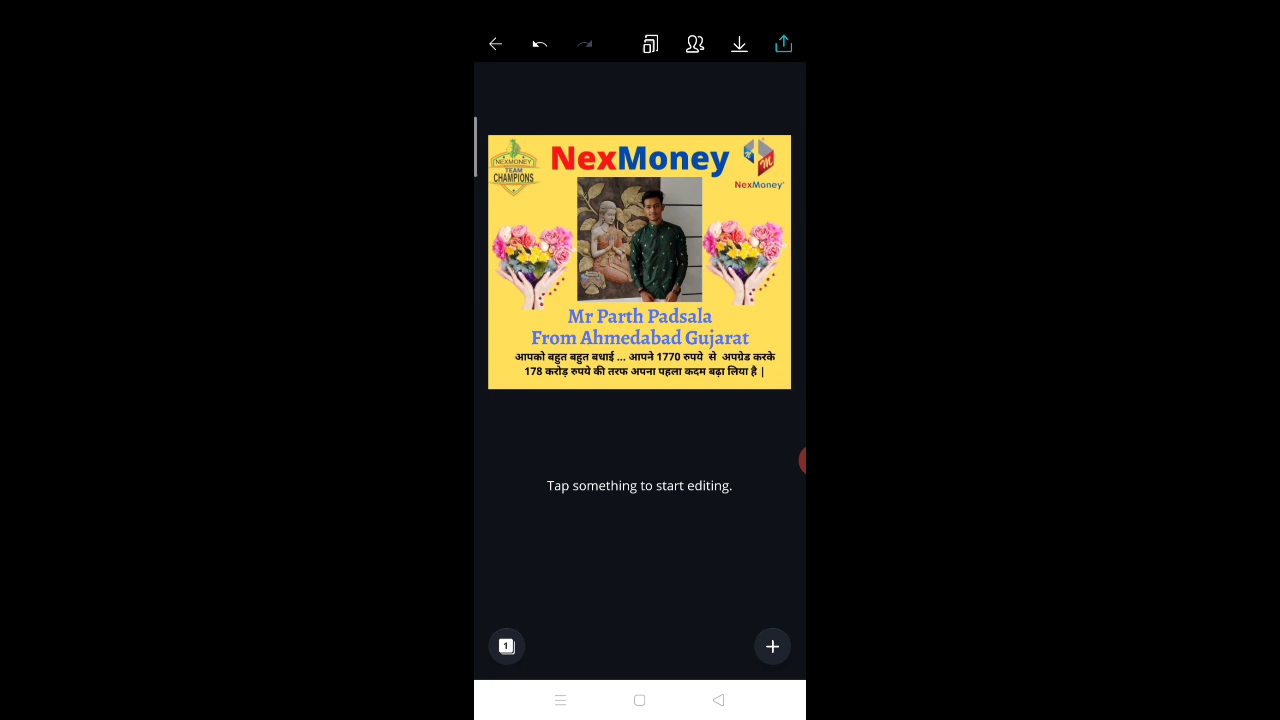 NexMoney
NEXMONEY
TEAM
CHAMPIONS
NexMoney
Mr Parth Padsala
From Ahmedabad Gujarat
आपको बहुत बहुत बधाई ... आपने 1770 रुपये से अपग्रेड करके
178 करोड़ रुपये की तरफ अपना पहला कदम बढ़ा लिया है |
Tap something to start editing.
1